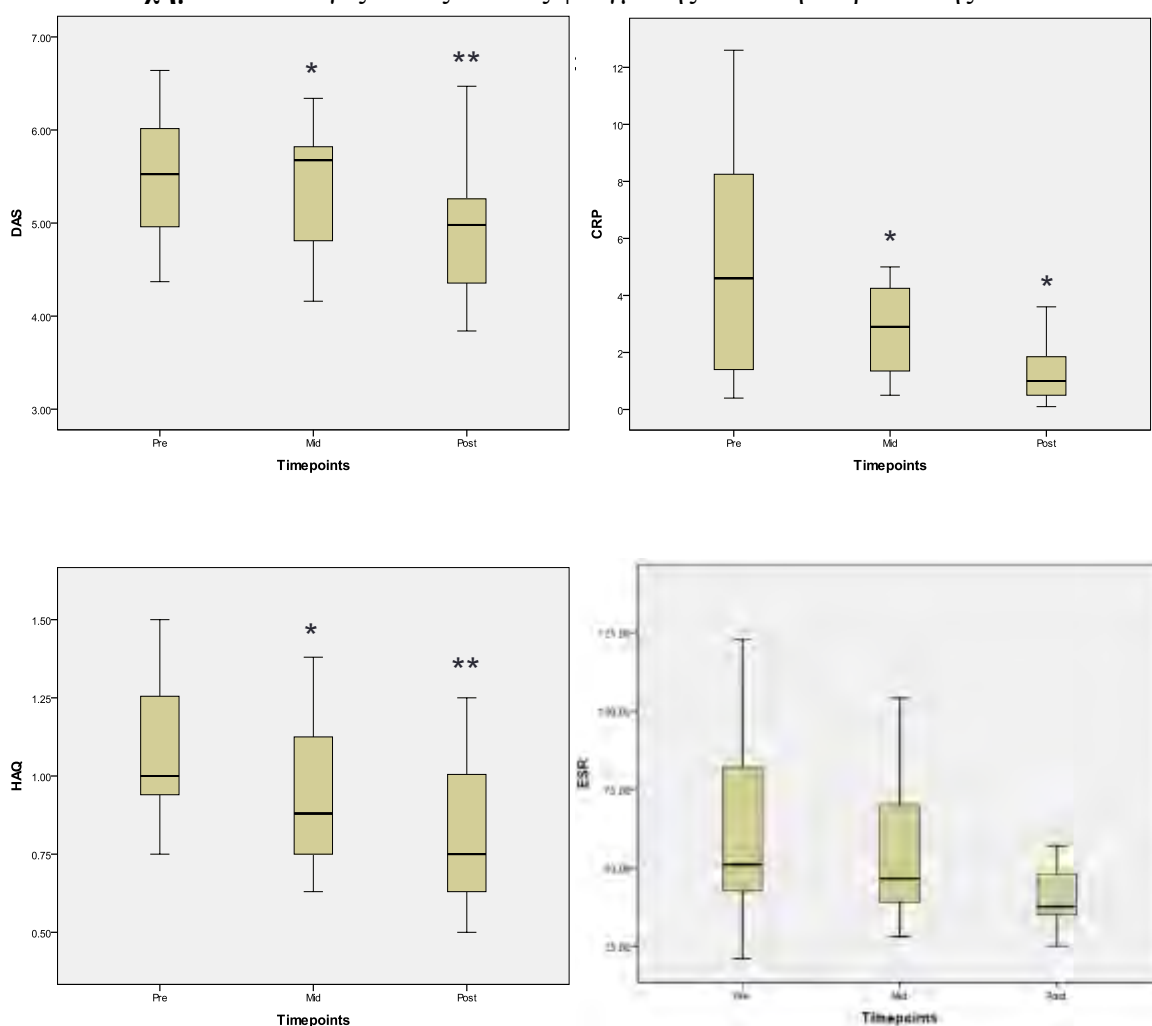 7.00
6.00
DAS
5.00
4.00
3.00
*
**
Pre Mid Post
Timepoints
12
10
8
CRP
6
4
2
0
*
*
Pre Mid Post
Timepoints
1.50
1.25
HAQ
1.00
0.75
0.50
*
**
Pre Mid Post
Timepoints
ESR
Mid Post
Timepoints